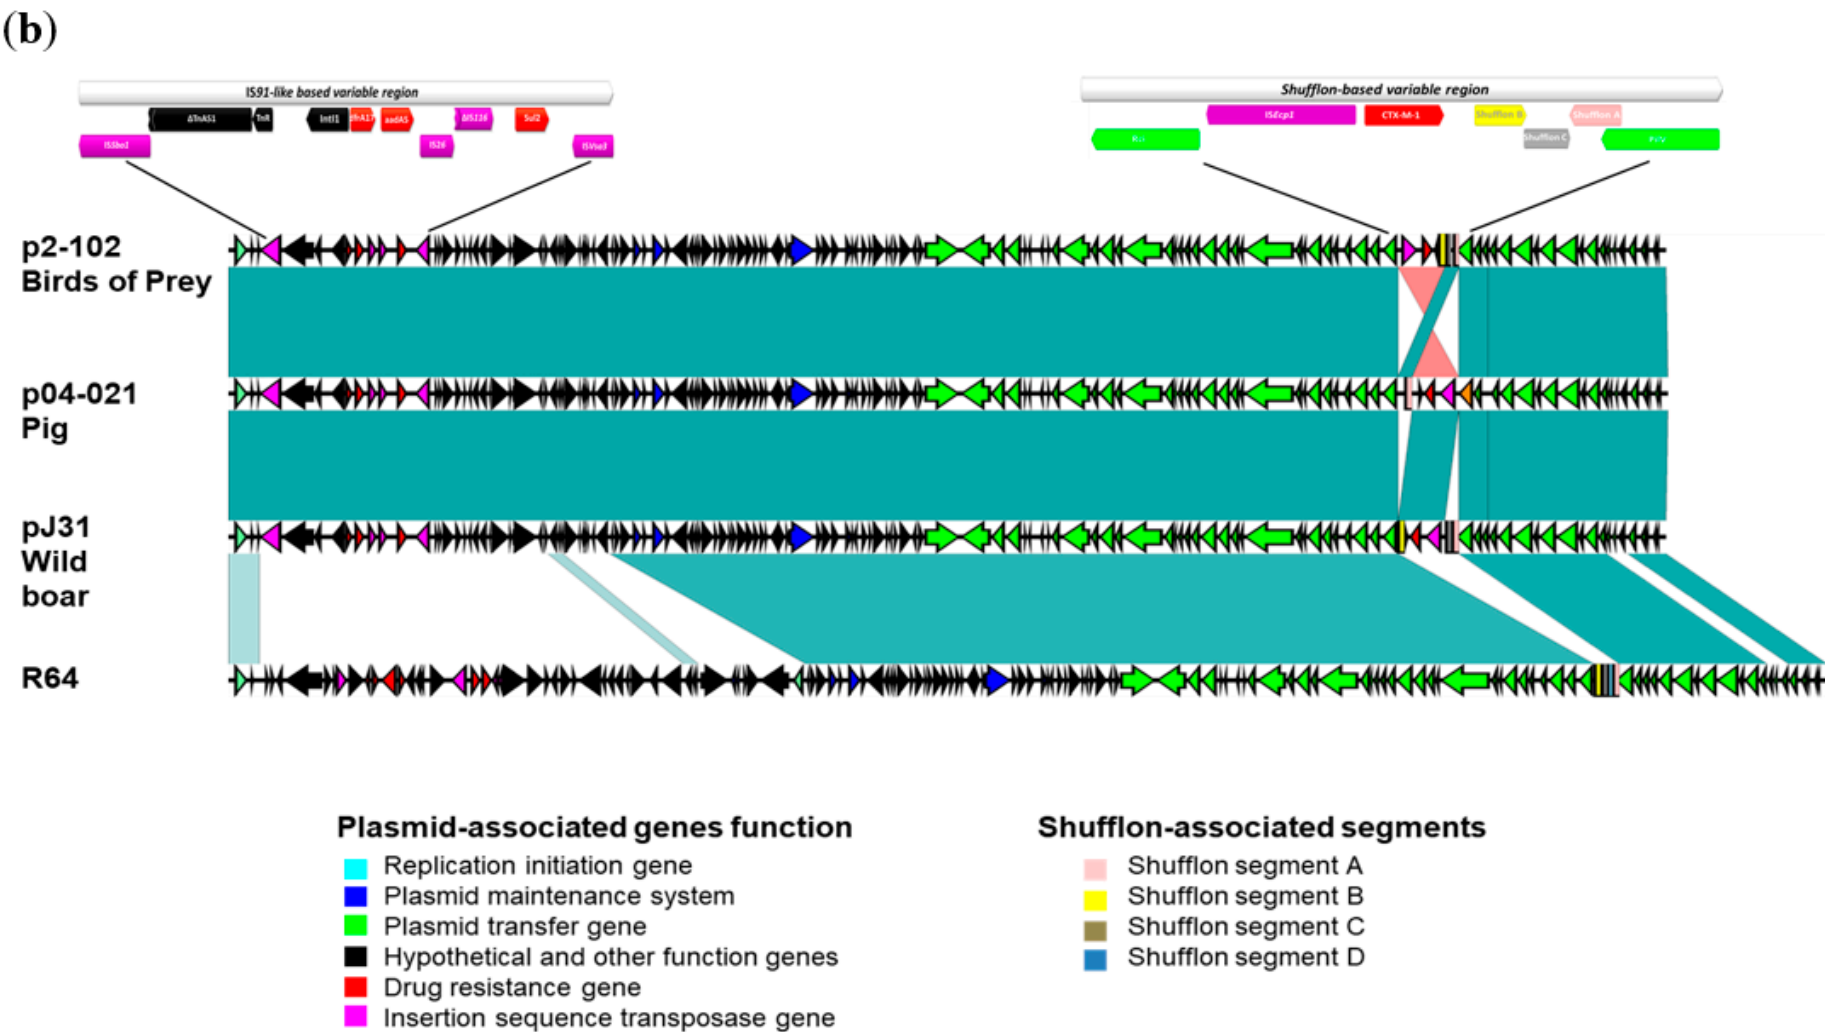 (b)
IS91-like based variable region
Shufflon-based variable region
ΔTnAS1
TnR
Intl1
dfrA17
aadA5
ΔIS116
Sul2
ISSbo1
IS26
ISVsa3
ISEcp1
CTX-M-1
Shufflon B
Shufflon A
Rci
Shufflon C
PilV
p2-102
Birds of Prey
p04-021
Pig
pJ31
Wild
boar
R64
Plasmid-associated genes function
Replication initiation gene
Plasmid maintenance system
Plasmid transfer gene
Hypothetical and other function genes
Drug resistance gene
Insertion sequence transposase gene
Shufflon-associated segments
Shufflon segment A
Shufflon segment B
Shufflon segment C
Shufflon segment D